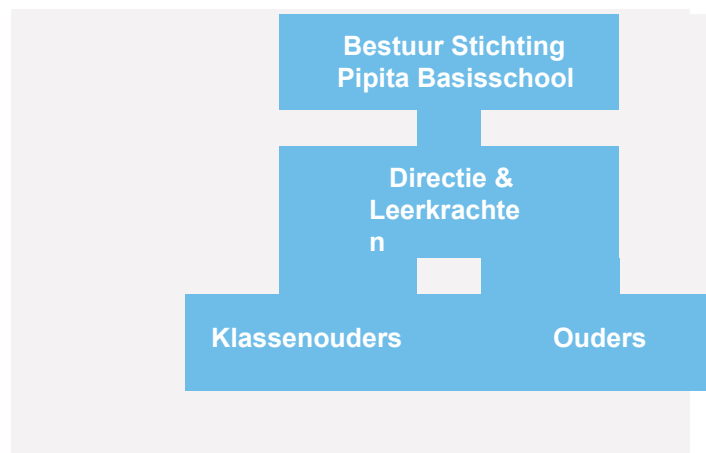 Bestuur Stichting
Pipita Basisschool
Directie &
Leerkrachte
n
Klassenouders
Ouders